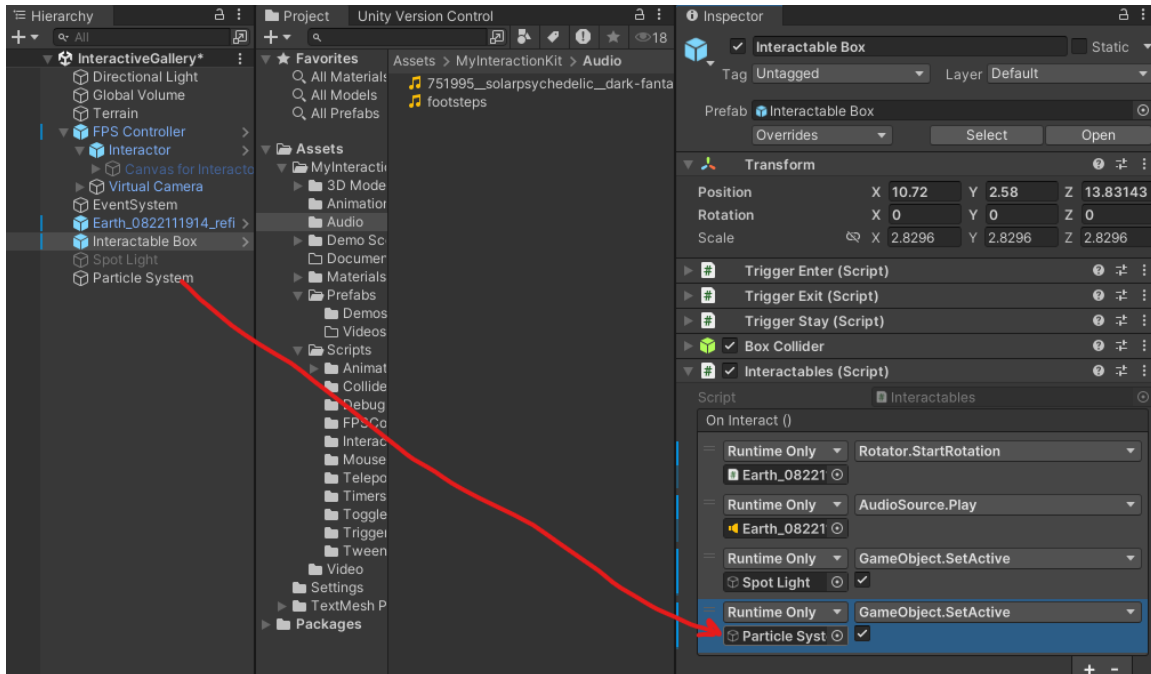 Hierarchy
All
InteractiveGallery*
Directional Light
Global Volume
Terrain
FPS Controller
Interactor
Canvas for Interacto
Virtual Camera
EventSystem
Earth_0822111914_refi
Interactable Box
Spot Light
Particle System
Project Unity Version Control
18
Favorites
All Materials
All Models
All Prefabs
Assets
MyInteracti
3D Mode
Animation
Audio
Demo Sc
Documen
Materials
Prefabs
Demos
Videos
Scripts
Animat
Collide
Debug
FPSCo
Interac
Mouse
Telepo
Timers
Toggle
Trigger
Tween
Video
Settings
TextMesh P
Packages
Assets > MyInteractionKit > Audio
751995__solarpsychedelic__dark-fanta
footsteps
Inspector
Interactable Box Static
Tag Untagged Layer Default
Prefab Interactable Box
Overrides Select Open
Transform
Position X 10.72 Y 2.58 Z 13.83143
Rotation X 0 Y 0 Z 0
Scale X 2.8296 Y 2.8296 Z 2.8296
# Trigger Enter (Script)
# Trigger Exit (Script)
# Trigger Stay (Script)
Box Collider
# Interactables (Script)
Script # Interactables
On Interact ()
Runtime Only Rotator.StartRotation
# Earth_08221
Runtime Only AudioSource.Play
Earth_08221
Runtime Only GameObject.SetActive
Spot Light
Runtime Only GameObject.SetActive
Particle Syst
+ -